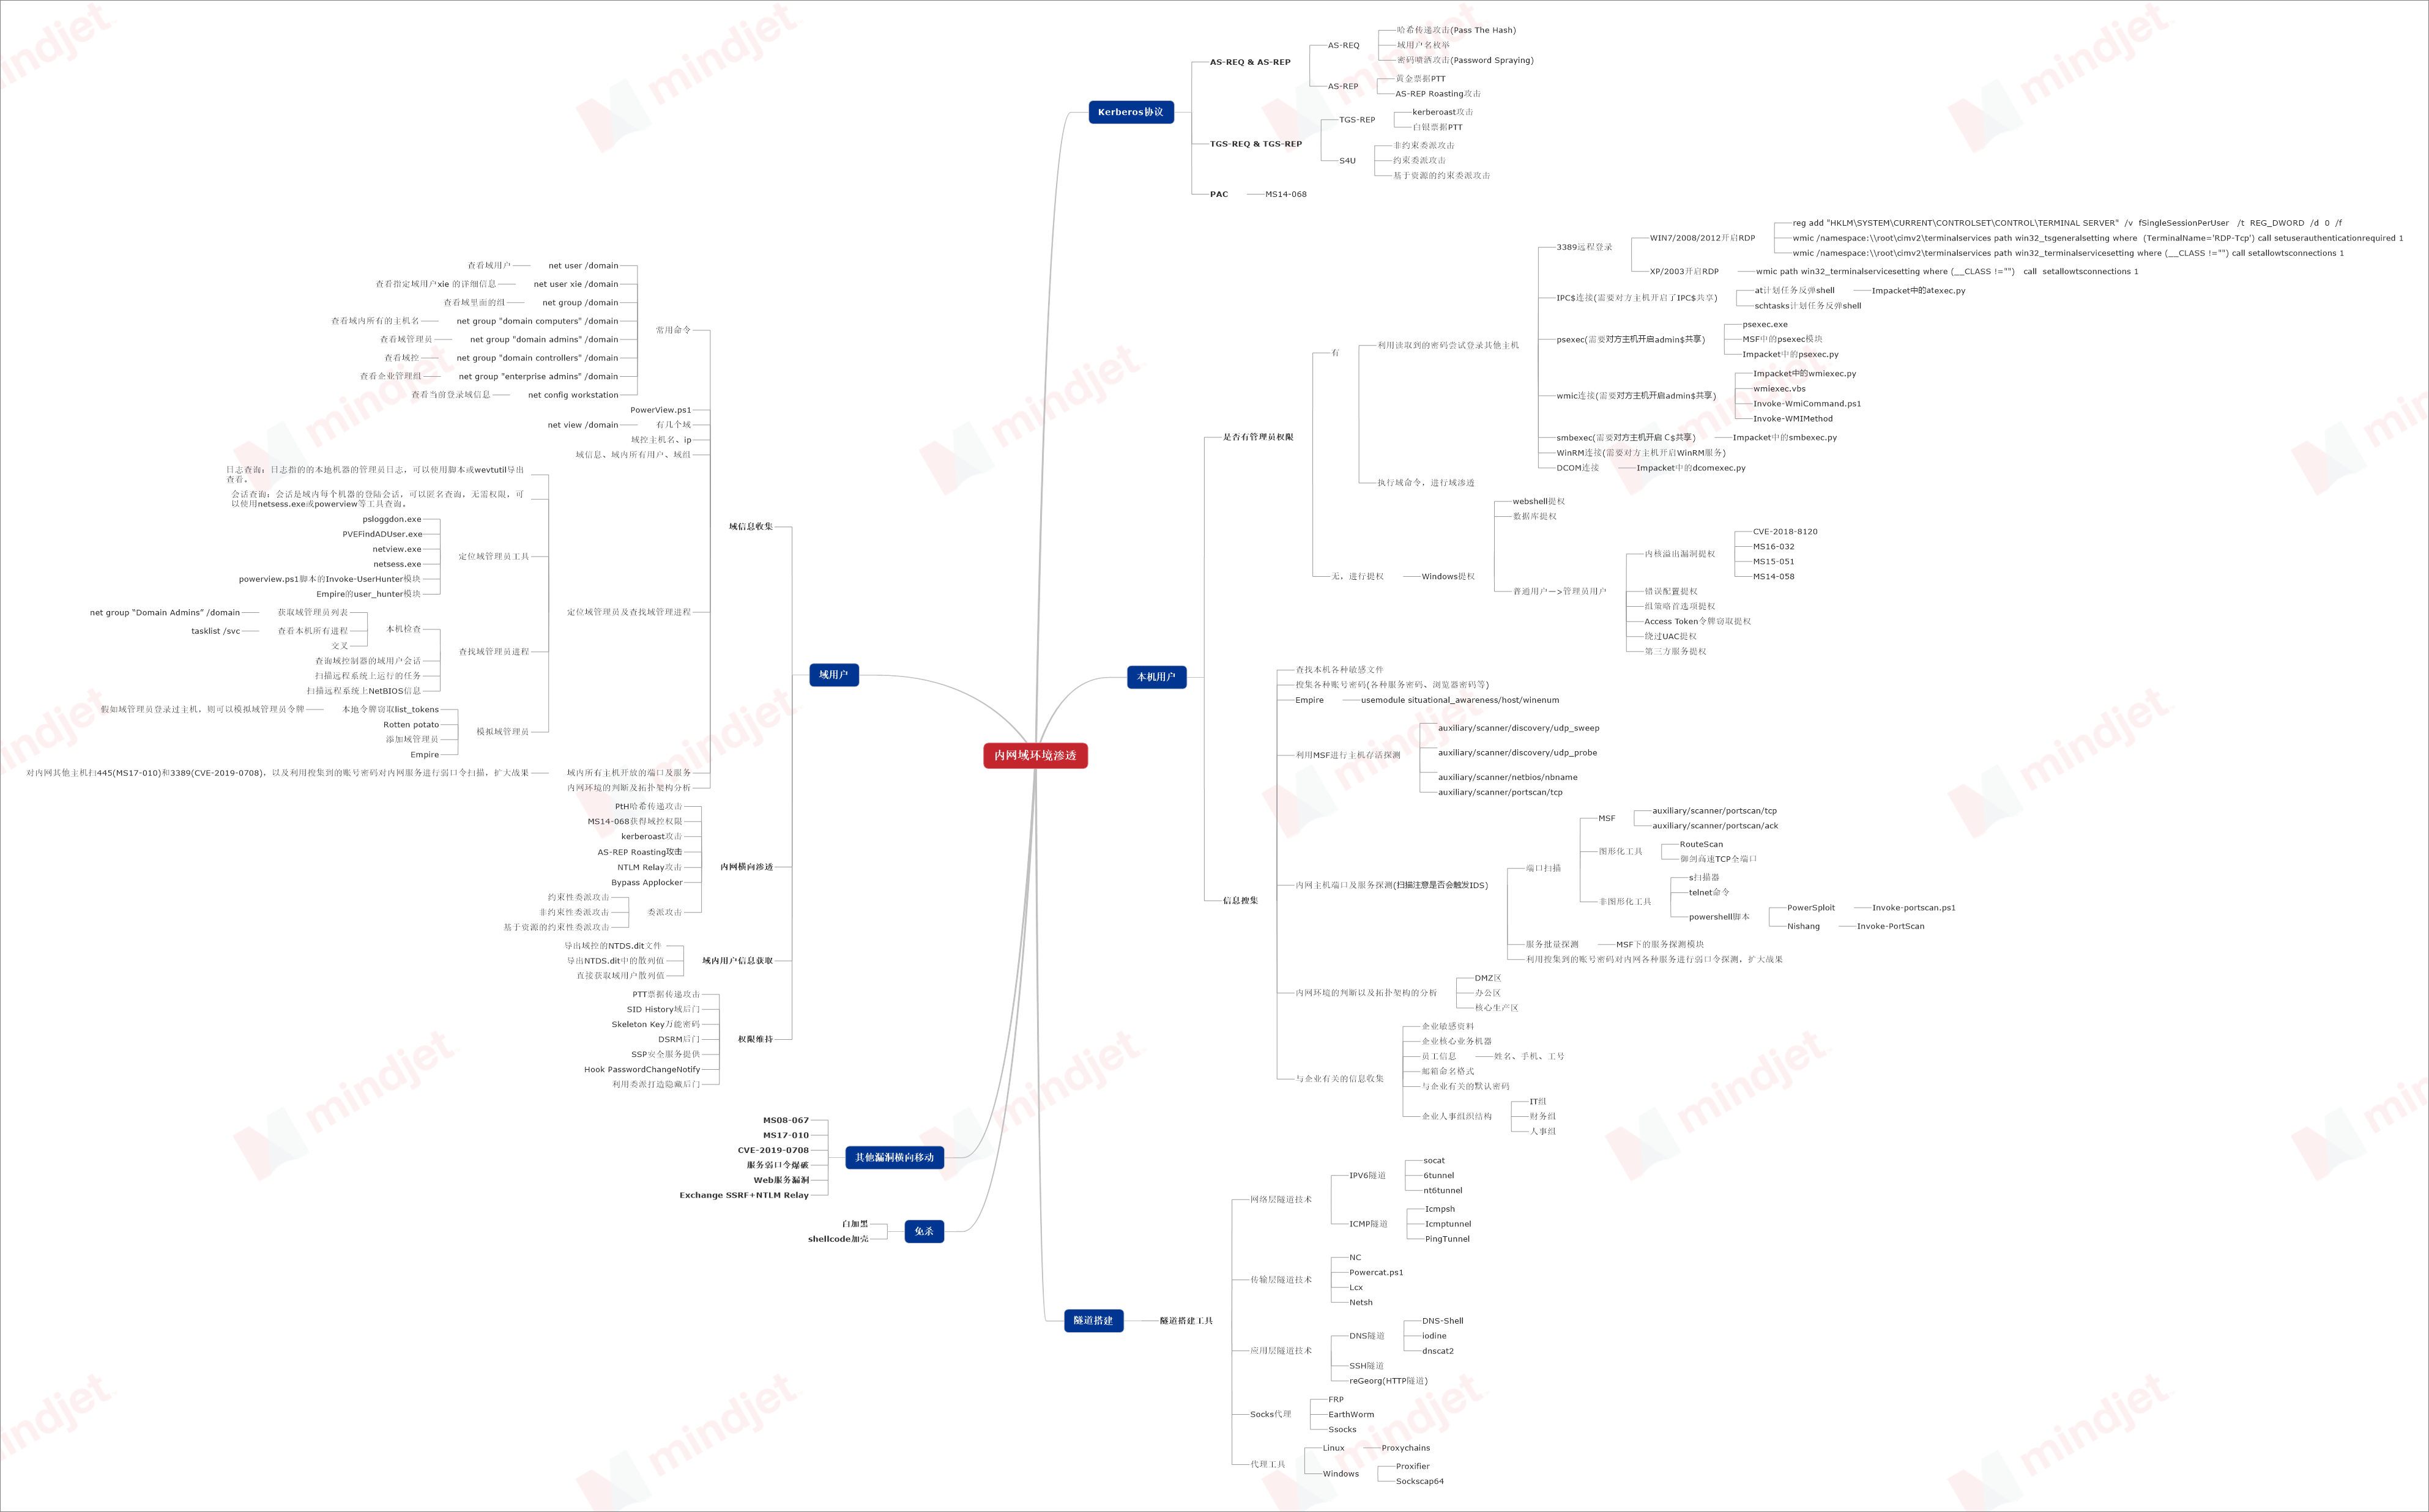 内网域环境渗透
Kerberos协议
AS-REQ & AS-REP
AS-REQ
哈希传递攻击(Pass The Hash)
域用户名枚举
密码喷洒攻击(Password Spraying)
AS-REP
黄金票据PTT
AS-REP Roasting攻击
TGS-REQ & TGS-REP
TGS-REP
kerberoast攻击
白银票据PTT
S4U
非约束委派攻击
约束委派攻击
基于资源的约束委派攻击
PAC
MS14-068
本机用户
是否有管理员权限
有
利用读取到的密码尝试登录其他主机
3389远程登录
WIN7/2008/2012开启RDP
reg add "HKLM\SYSTEM\CURRENT\CONTROLSET\CONTROL\TERMINAL SERVER" /v fSingleSessionPerUser /t REG_DWORD /d 0 /f
wmic /namespace:\\root\cimv2\terminalservices path win32_tsgeneralsetting where (TerminalName='RDP-Tcp') call setuserauthenticationrequired 1
wmic /namespace:\\root\cimv2\terminalservices path win32_terminalservicesetting where (__CLASS !="") call setallowtsconnections 1
XP/2003开启RDP
wmic path win32_terminalservicesetting where (__CLASS !="") call setallowtsconnections 1
IPC$连接(需要对方主机开启了IPC$共享)
at计划任务反弹shell
Impacket中的atexec.py
schtasks计划任务反弹shell
psexec(需要对方主机开启admin$共享)
psexec.exe
MSF中的psexec模块
Impacket中的psexec.py
wmic连接(需要对方主机开启admin$共享)
Impacket中的wmiexec.py
wmiexec.vbs
Invoke-WmiCommand.ps1
Invoke-WMIMethod
smbexec(需要对方主机开启 C$共享)
Impacket中的smbexec.py
WinRM连接(需要对方主机开启WinRM服务)
DCOM连接
Impacket中的dcomexec.py
执行域命令，进行域渗透
无，进行提权
Windows提权
webshell提权
数据库提权
普通用户—>管理员用户
内核溢出漏洞提权
CVE-2018-8120
MS16-032
MS15-051
MS14-058
错误配置提权
组策略首选项提权
Access Token令牌窃取提权
绕过UAC提权
第三方服务提权
信息搜集
查找本机各种敏感文件
搜集各种账号密码(各种服务密码、浏览器密码等)
Empire
usemodule situational_awareness/host/winenum
利用MSF进行主机存活探测
auxiliary/scanner/discovery/udp_sweep
auxiliary/scanner/discovery/udp_probe
auxiliary/scanner/netbios/nbname
auxiliary/scanner/portscan/tcp
内网主机端口及服务探测(扫描注意是否会触发IDS)
端口扫描
MSF
auxiliary/scanner/portscan/tcp
auxiliary/scanner/portscan/ack
图形化工具
RouteScan
御剑高速TCP全端口
非图形化工具
s扫描器
telnet命令
powershell脚本
PowerSploit
Invoke-portscan.ps1
Nishang
Invoke-PortScan
服务批量探测
MSF下的服务探测模块
利用搜集到的账号密码对内网各种服务进行弱口令探测，扩大战果
内网环境的判断以及拓扑架构的分析
DMZ区
办公区
核心生产区
与企业有关的信息收集
企业敏感资料
企业核心业务机器
员工信息
姓名、手机、工号
邮箱命名格式
与企业有关的默认密码
企业人事组织结构
IT组
财务组
人事组
隧道搭建
隧道搭建工具
网络层隧道技术
IPV6隧道
socat
6tunnel
nt6tunnel
ICMP隧道
Icmpsh
Icmptunnel
PingTunnel
传输层隧道技术
NC
Powercat.ps1
Lcx
Netsh
应用层隧道技术
DNS隧道
DNS-Shell
iodine
dnscat2
SSH隧道
reGeorg(HTTP隧道)
Socks代理
FRP
EarthWorm
Ssocks
代理工具
Linux
Proxychains
Windows
Proxifier
Sockscap64
域用户
域信息收集
常用命令
net user /domain
查看域用户
net user xie /domain
查看指定域用户xie 的详细信息
net group /domain
查看域里面的组
net group "domain computers" /domain
查看域内所有的主机名
net group "domain admins" /domain
查看域管理员
net group "domain controllers" /domain
查看域控
net group "enterprise admins" /domain
查看企业管理组
net config workstation
查看当前登录域信息
PowerView.ps1
有几个域
net view /domain
域控主机名、ip
域信息、域内所有用户、域组
定位域管理员及查找域管理进程
日志查询：日志指的的本地机器的管理员日志，可以使用脚本或wevtutil导出
查看。
会话查询：会话是域内每个机器的登陆会话，可以匿名查询，无需权限，可
以使用netsess.exe或powerview等工具查询。
定位域管理员工具
psloggdon.exe
PVEFindADUser.exe
netview.exe
netsess.exe
powerview.ps1脚本的Invoke-UserHunter模块
Empire的user_hunter模块
查找域管理员进程
本机检查
获取域管理员列表
net group “Domain Admins” /domain
查看本机所有进程
tasklist /svc
交叉
查询域控制器的域用户会话
扫描远程系统上运行的任务
扫描远程系统上NetBIOS信息
模拟域管理员
本地令牌窃取list_tokens
假如域管理员登录过主机，则可以模拟域管理员令牌
Rotten potato
添加域管理员
Empire
域内所有主机开放的端口及服务
对内网其他主机扫445(MS17-010)和3389(CVE-2019-0708)，以及利用搜集到的账号密码对内网服务进行弱口令扫描，扩大战果
内网环境的判断及拓扑架构分析
内网横向渗透
PtH哈希传递攻击
MS14-068获得域控权限
kerberoast攻击
AS-REP Roasting攻击
NTLM Relay攻击
Bypass Applocker
委派攻击
约束性委派攻击
非约束性委派攻击
基于资源的约束性委派攻击
域内用户信息获取
导出域控的NTDS.dit文件
导出NTDS.dit中的散列值
直接获取域用户散列值
权限维持
PTT票据传递攻击
SID History域后门
Skeleton Key万能密码
DSRM后门
SSP安全服务提供
Hook PasswordChangeNotify
利用委派打造隐藏后门
其他漏洞横向移动
MS08-067
MS17-010
CVE-2019-0708
服务弱口令爆破
Web服务漏洞
Exchange SSRF+NTLM Relay
免杀
白加黑
shellcode加壳
mindjet